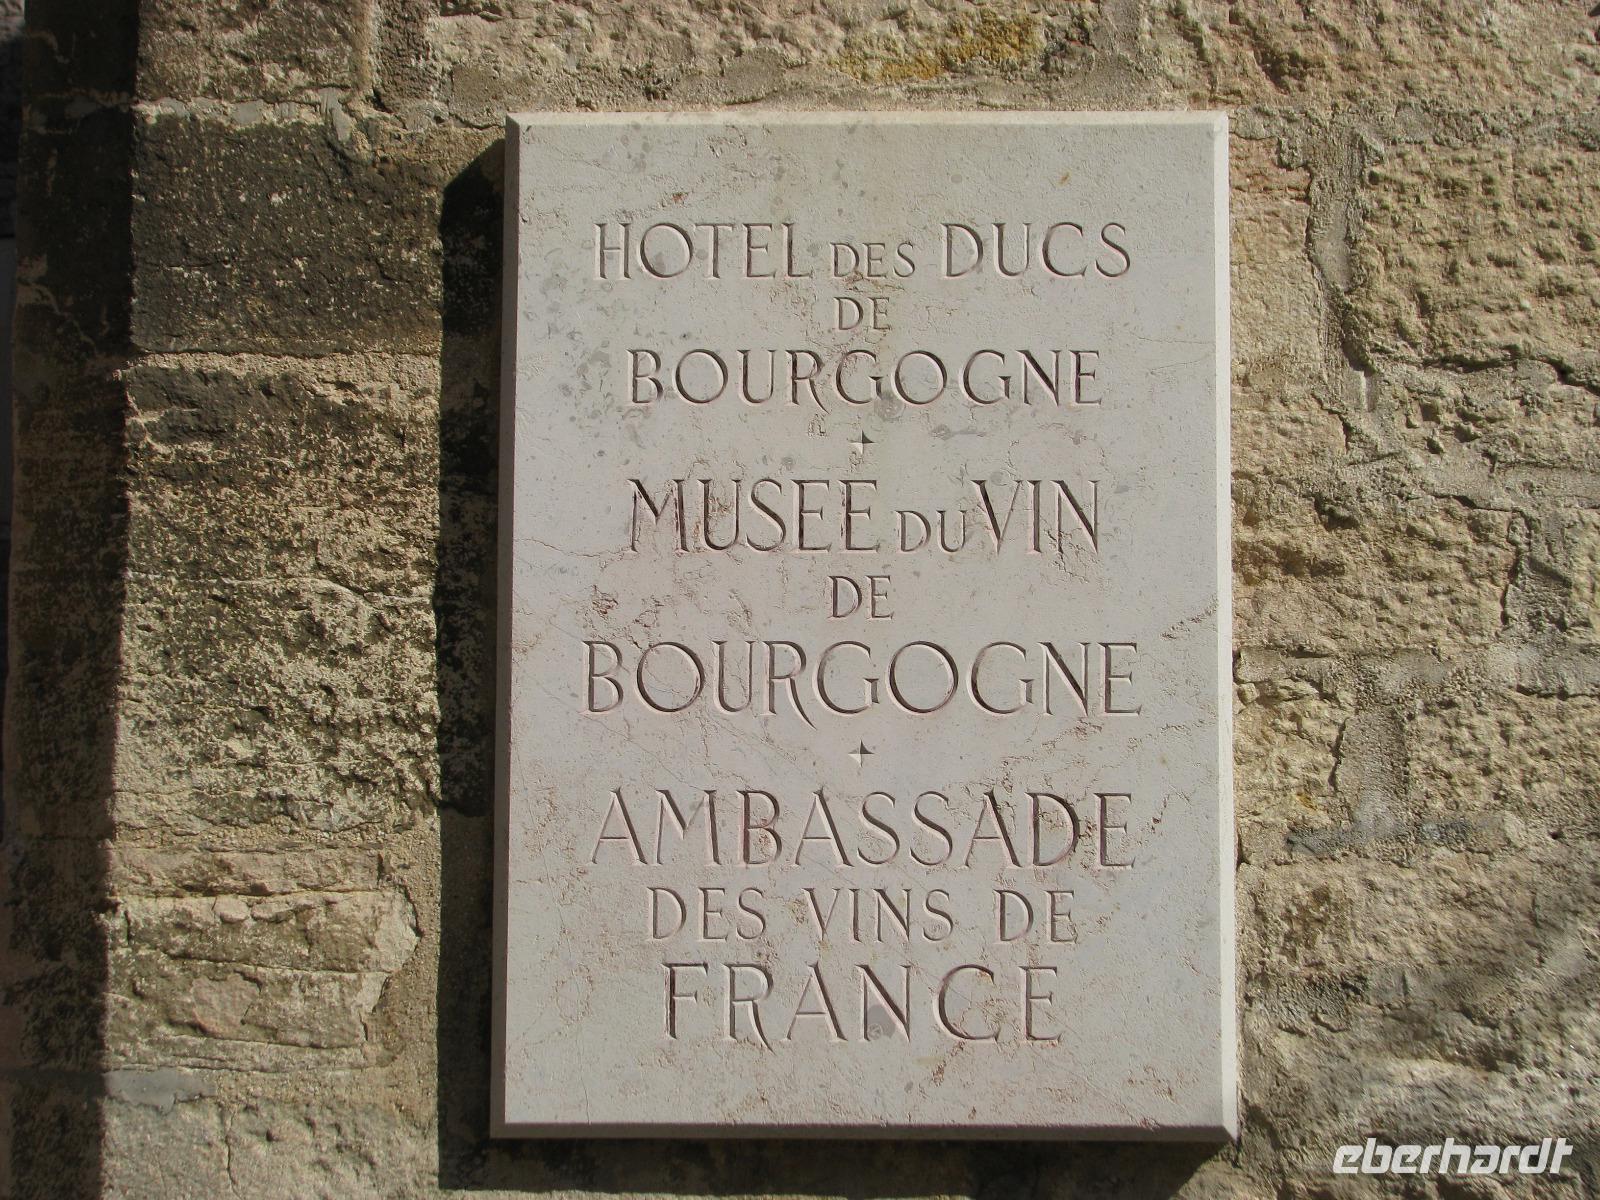 HOTEL DES DUCS
DE
BOURGOGNE
MUSEE DU VIN
DE
BOURGOGNE
AMBASSADE
DES VINS DE
FRANCE
eberhardt